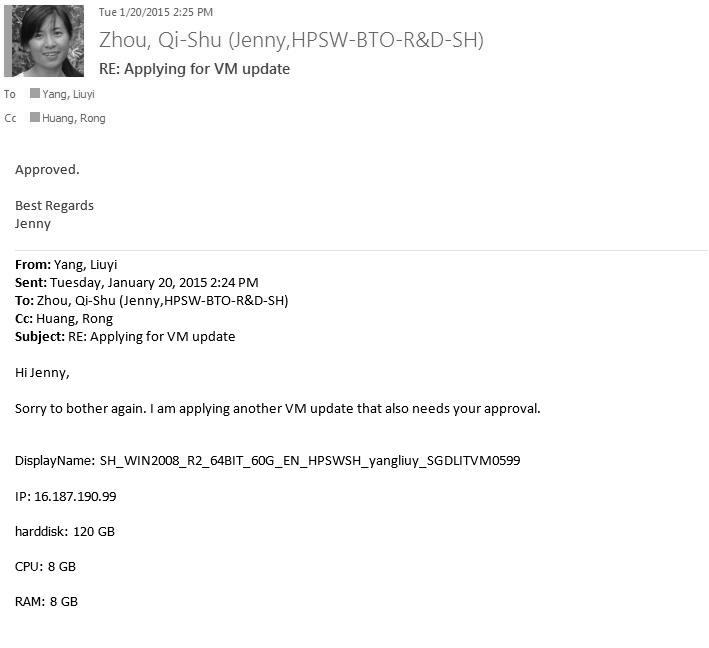 Tue 1/20/2015 2:25 PM
Zhou, Qi-Shu (Jenny,HPSW-BTO-R&D-SH)
RE: Applying for VM update
To Yang, Liuyi
Cc Huang, Rong
Approved.
Best Regards
Jenny
From: Yang, Liuyi
Sent: Tuesday, January 20, 2015 2:24 PM
To: Zhou, Qi-Shu (Jenny,HPSW-BTO-R&D-SH)
Cc: Huang, Rong
Subject: RE: Applying for VM update
Hi Jenny,
Sorry to bother again. I am applying another VM update that also needs your approval.
DisplayName: SH_WIN2008_R2_64BIT_60G_EN_HPSWSH_yangliuy_SGDLITVM0599
IP: 16.187.190.99
harddisk: 120 GB
CPU: 8 GB
RAM: 8 GB